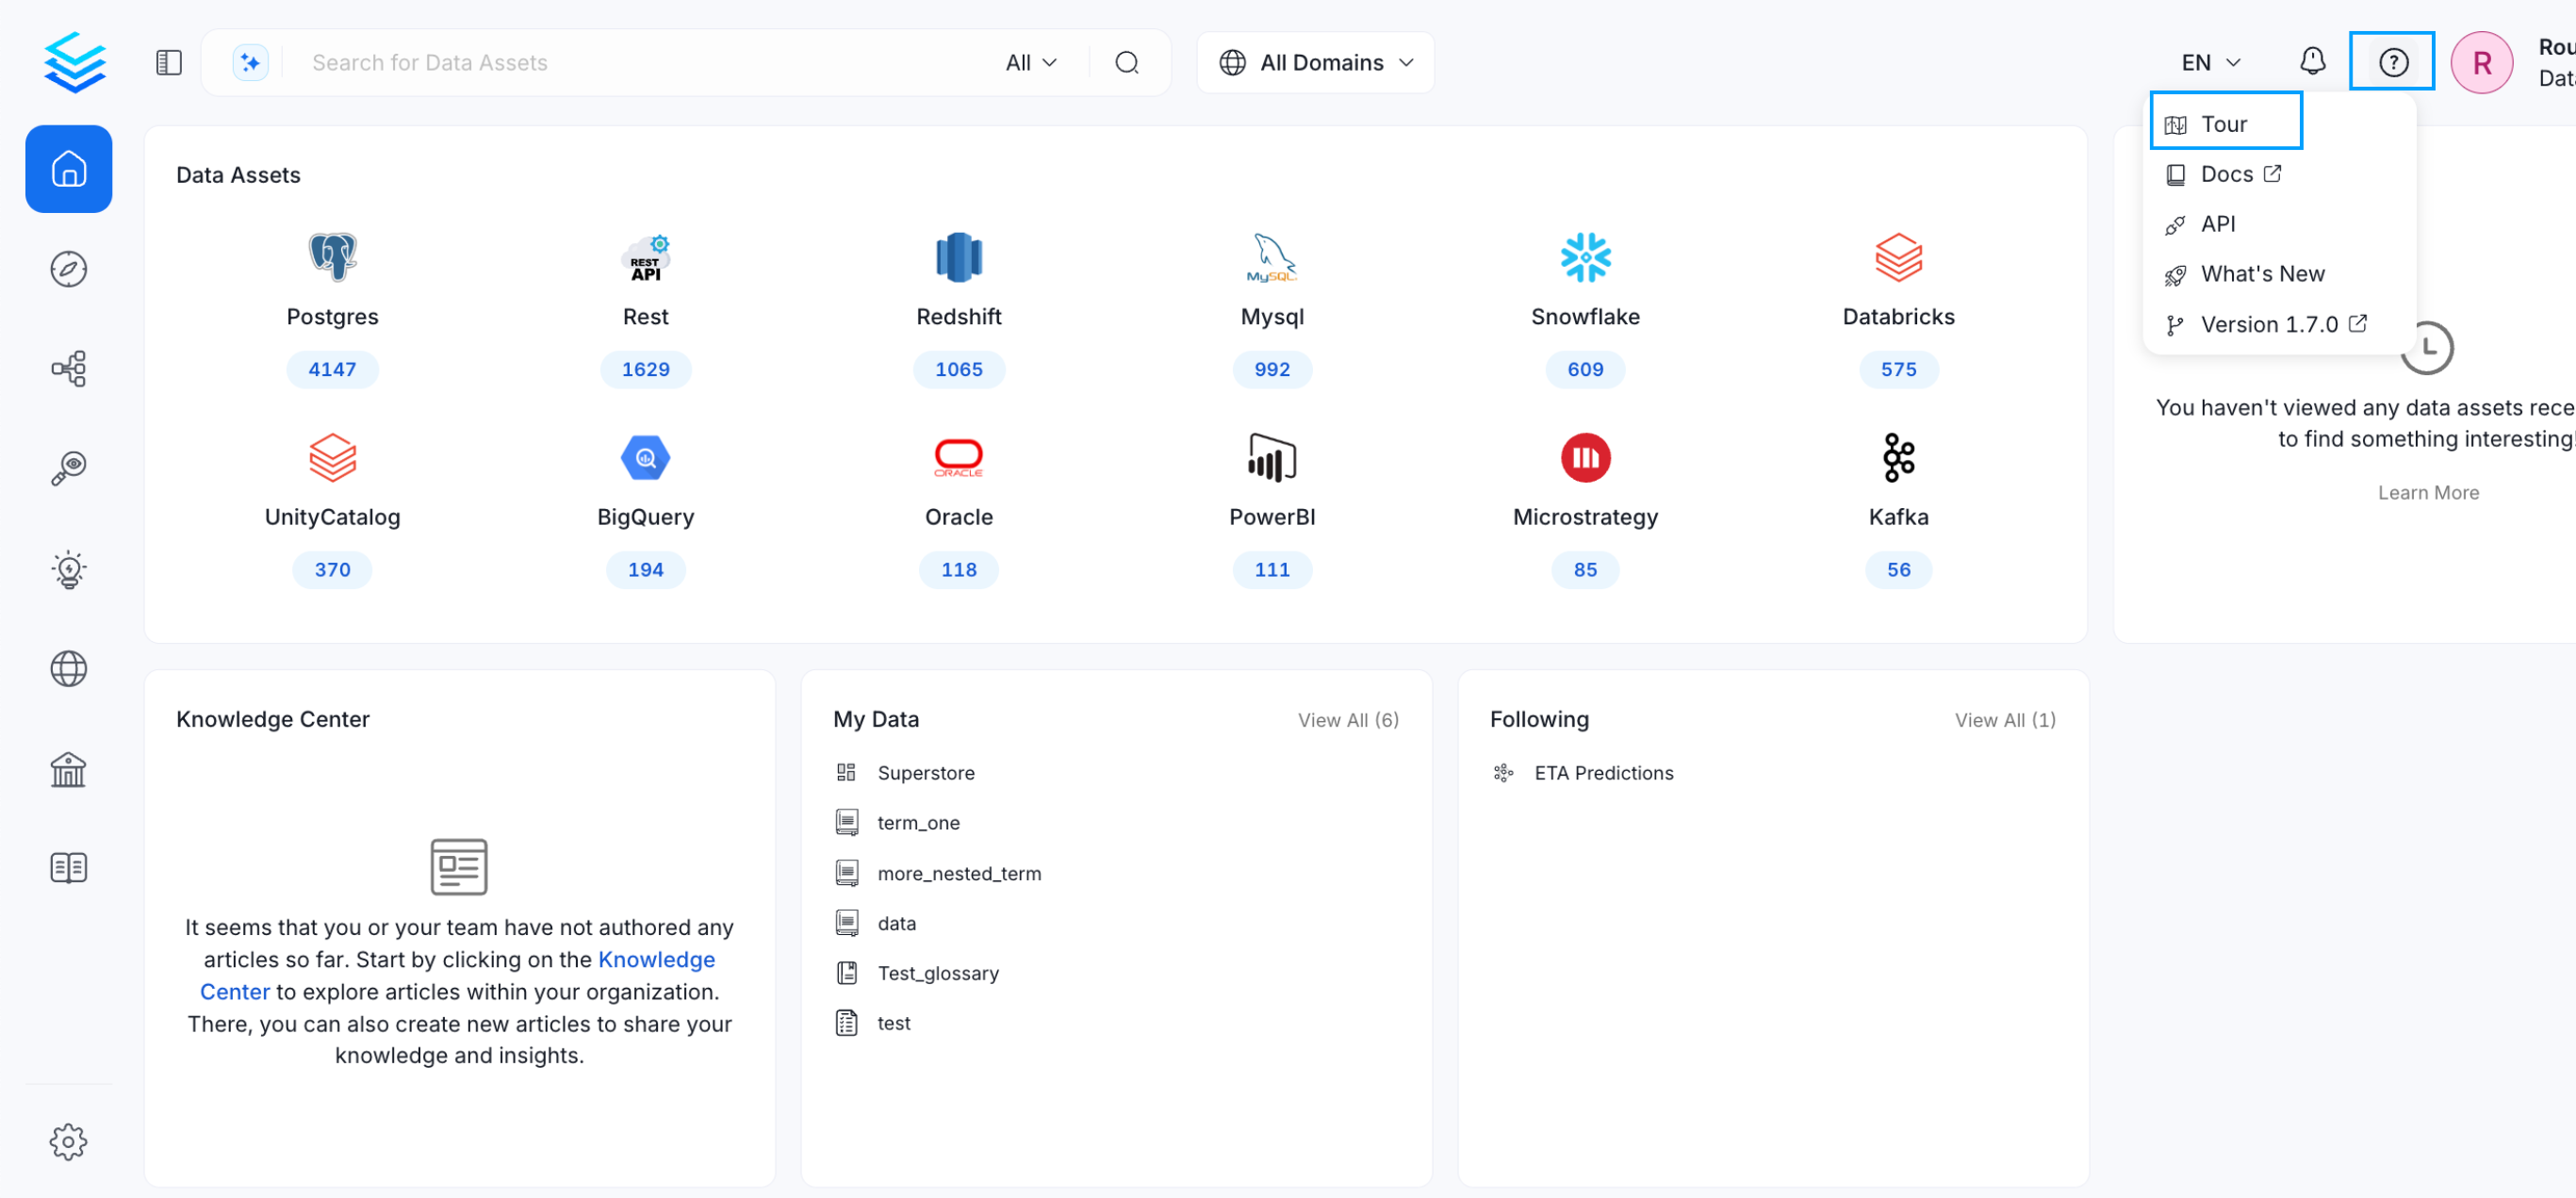 Search for Data Assets
All
All Domains
EN
?
R
Rou
Data
Tour
Docs
API
What's New
Version 1.7.0
Data Assets
REST
API
MySQL
Postgres
Rest
Redshift
Mysql
Snowflake
Databricks
4147
1629
1065
992
609
575
ORACLE
UnityCatalog
BigQuery
Oracle
PowerBI
Microstrategy
Kafka
370
194
118
111
85
56
You haven't viewed any data assets rece
to find something interesting!
Learn More
Knowledge Center
It seems that you or your team have not authored any
articles so far. Start by clicking on the Knowledge
Center to explore articles within your organization.
There, you can also create new articles to share your
knowledge and insights.
My Data
View All (6)
Superstore
term_one
more_nested_term
data
Test_glossary
test
Following
View All (1)
ETA Predictions